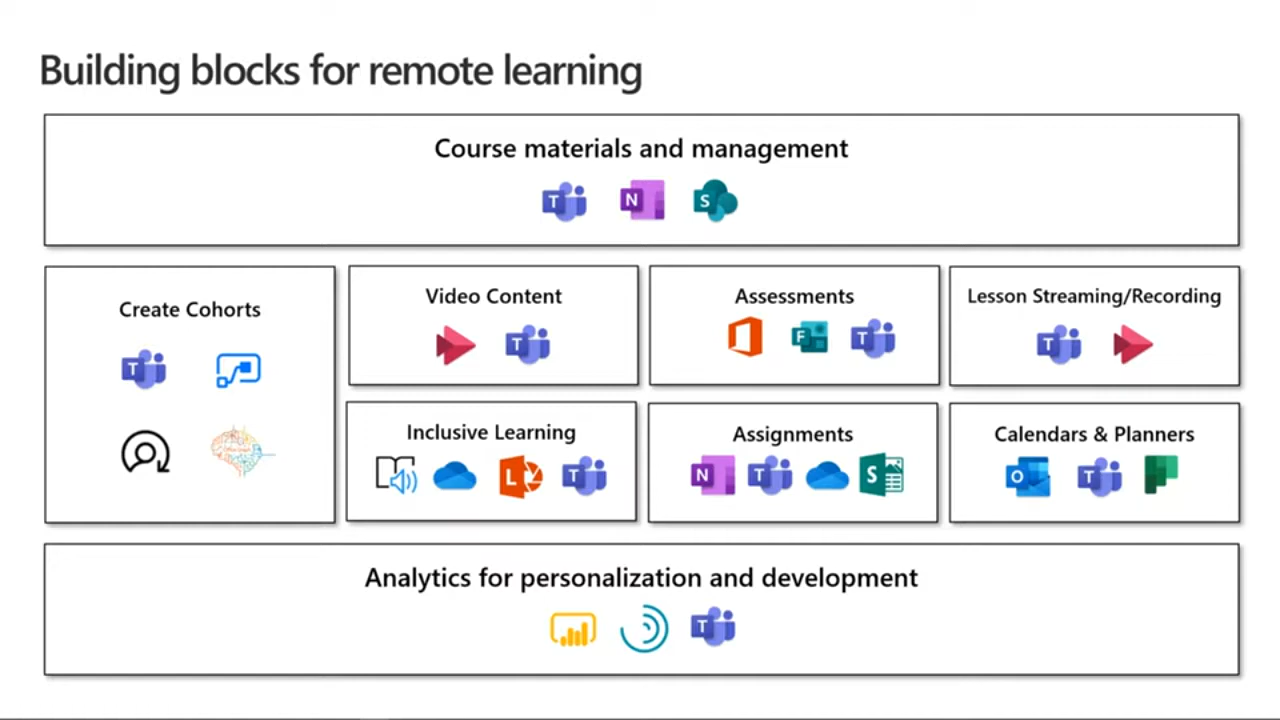 Building blocks for remote learning
Course materials and management
T N S
Create Cohorts
T
Video Content
T
Assessments
F T
Lesson Streaming/Recording
T
Inclusive Learning
L T
Assignments
N T S
Calendars & Planners
O T
Analytics for personalization and development
T